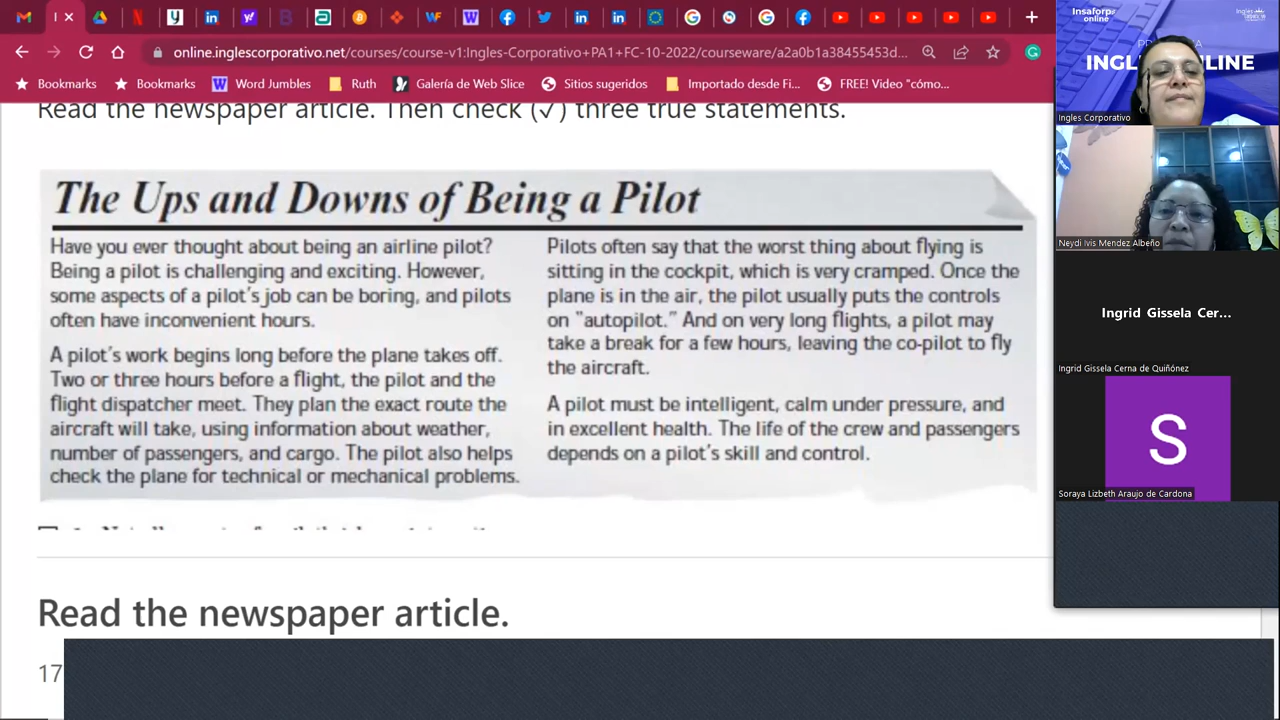 online.inglescorporativo.net/courses/course-v1:Ingles-Corporativo+PA1+FC-10-2022/courseware/a2a0b1a38455453d...
Bookmarks
Bookmarks
Word Jumbles
Ruth
Galería de Web Slice
Sitios sugeridos
Importado desde Fi...
FREE! Video "cómo...
Read the newspaper article. Then check (✓) three true statements.
The Ups and Downs of Being a Pilot
Have you ever thought about being an airline pilot?
Being a pilot is challenging and exciting. However,
some aspects of a pilot's job can be boring, and pilots
often have inconvenient hours.
A pilot's work begins long before the plane takes off.
Two or three hours before a flight, the pilot and the
flight dispatcher meet. They plan the exact route the
aircraft will take, using information about weather,
number of passengers, and cargo. The pilot also helps
check the plane for technical or mechanical problems.
Pilots often say that the worst thing about flying is
sitting in the cockpit, which is very cramped. Once the
plane is in the air, the pilot usually puts the controls
on "autopilot." And on very long flights, a pilot may
take a break for a few hours, leaving the co-pilot to fly
the aircraft.
A pilot must be intelligent, calm under pressure, and
in excellent health. The life of the crew and passengers
depends on a pilot's skill and control.
Read the newspaper article.
17
Insaforp
online
Ingles Corporativo
Neydi Ivis Mendez Albeño
Ingrid Gissela Cer...
Ingrid Gissela Cerna de Quiñónez
S
Soraya Lizbeth Araujo de Cardona